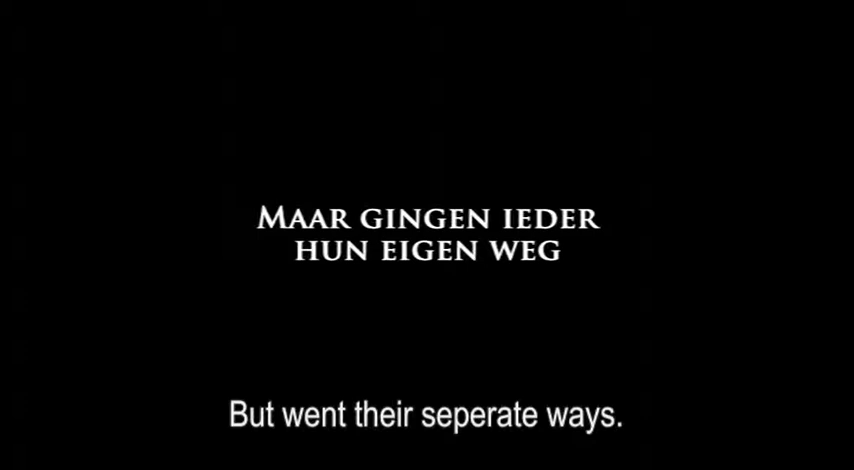 MAAR GINGEN IEDER
HUN EIGEN WEG
But went their seperate ways.